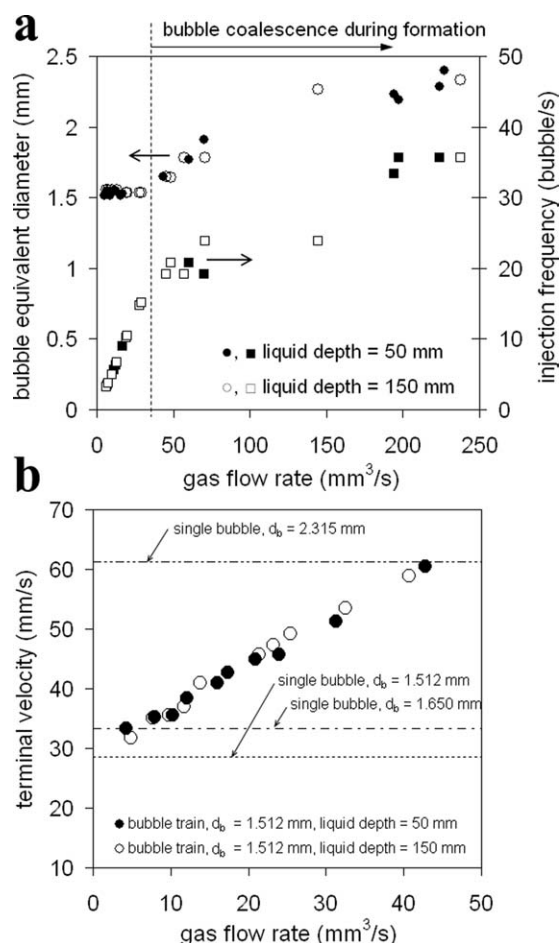 a
bubble coalescence during formation
2.5
2
1.5
1
0.5
0
50
40
30
20
10
0
bubble equivalent diameter (mm)
injection frequency (bubble/s)
●, ■ liquid depth = 50 mm
○, □ liquid depth = 150 mm
0 50 100 150 200 250
gas flow rate (mm³/s)
b
70
60
50
40
30
20
10
terminal velocity (mm/s)
single bubble, d_b = 2.315 mm
single bubble, d_b = 1.512 mm
single bubble, d_b = 1.650 mm
● bubble train, d_b = 1.512 mm, liquid depth = 50 mm
○ bubble train, d_b = 1.512 mm, liquid depth = 150 mm
0 10 20 30 40 50
gas flow rate (mm³/s)